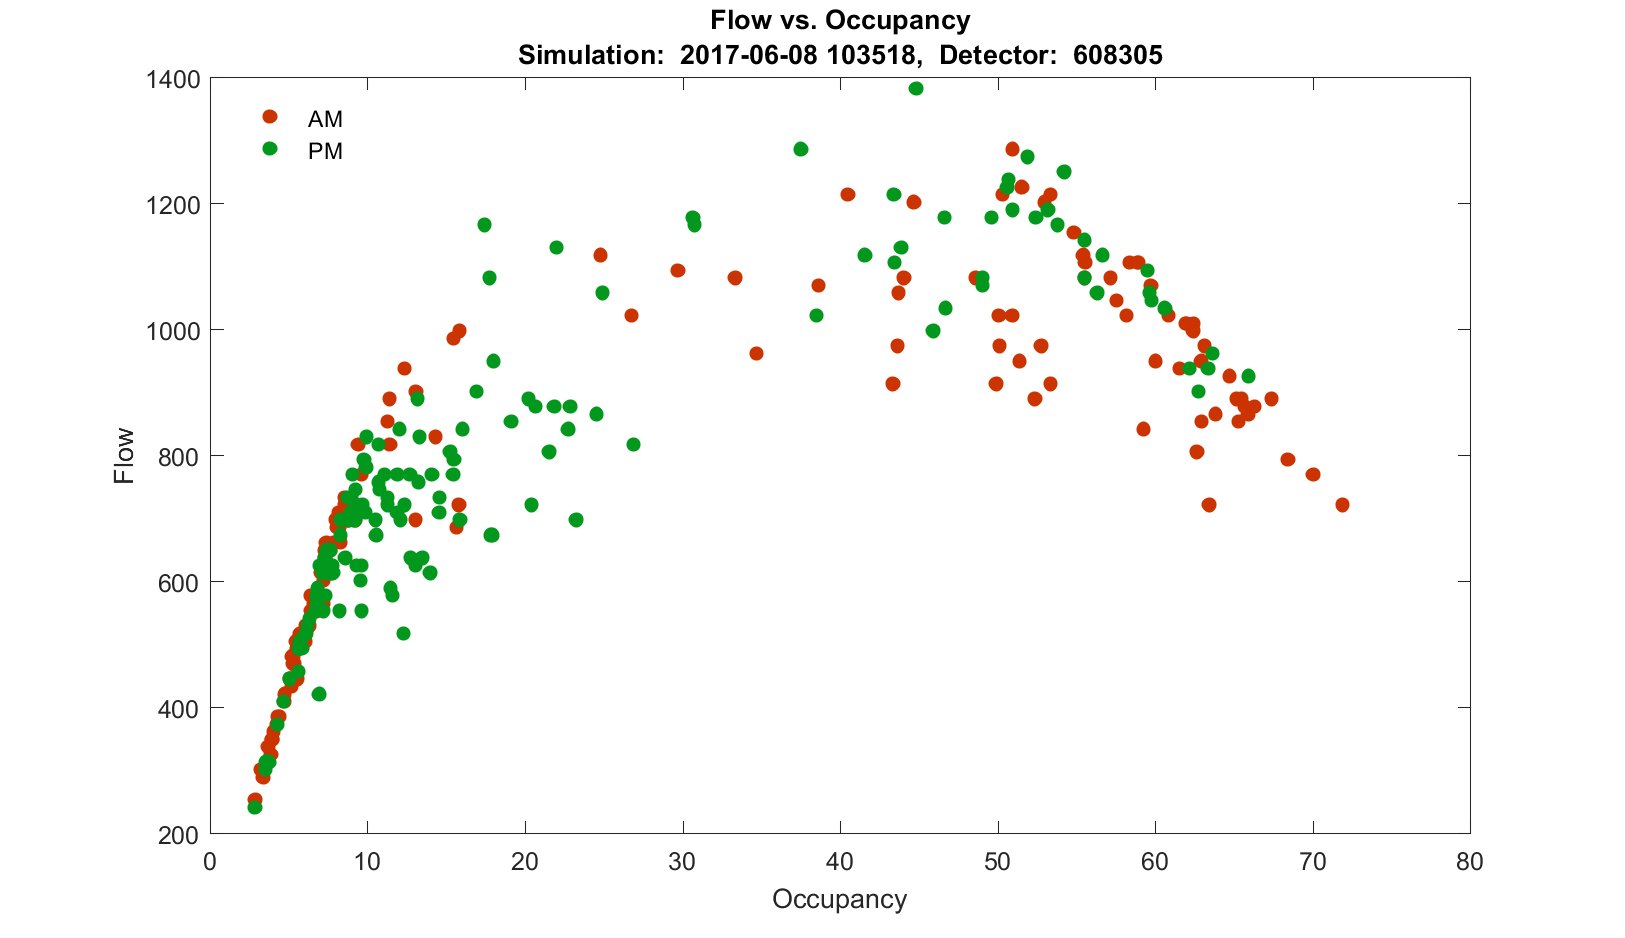 Flow vs. Occupancy
Simulation:  2017-06-08 103518,  Detector:  608305
1400
AM
PM
1200
1000
Flow
800
600
400
200
0 10 20 30 40 50 60 70 80
Occupancy